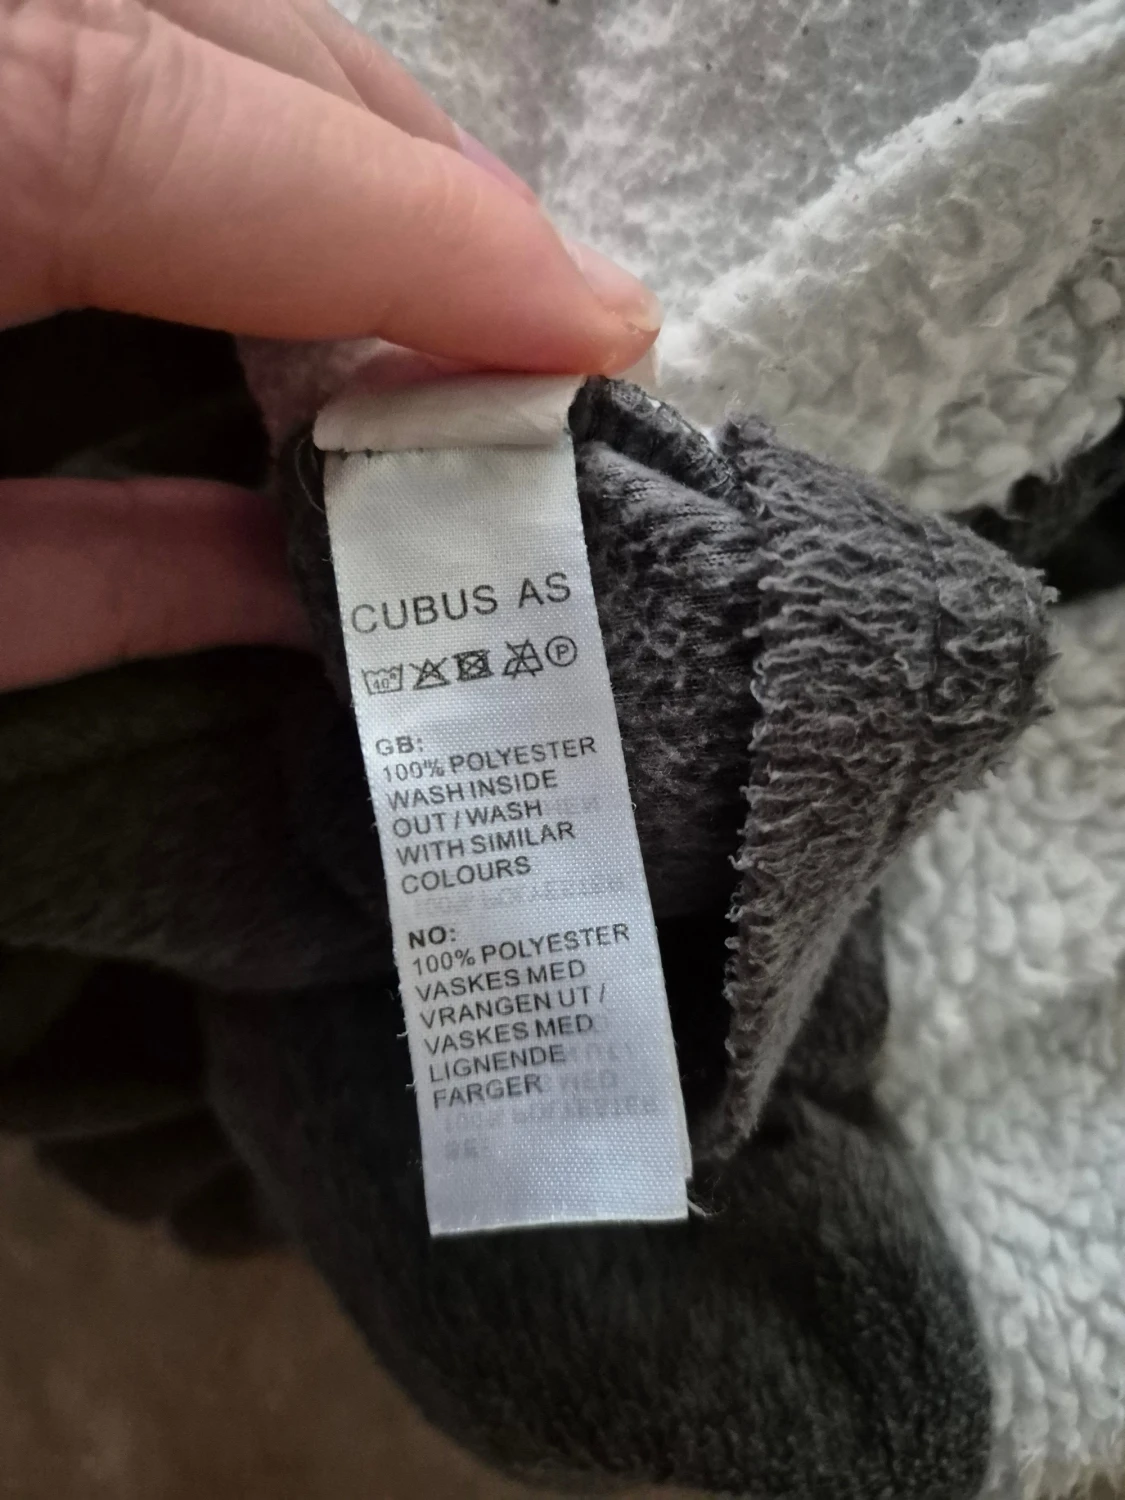 CUBUS AS
40°
P
GB:
100% POLYESTER
WASH INSIDE
OUT / WASH
WITH SIMILAR
COLOURS
NO:
100% POLYESTER
VASKES MED
VRANGEN UT /
VASKES MED
LIGNENDE
FARGER